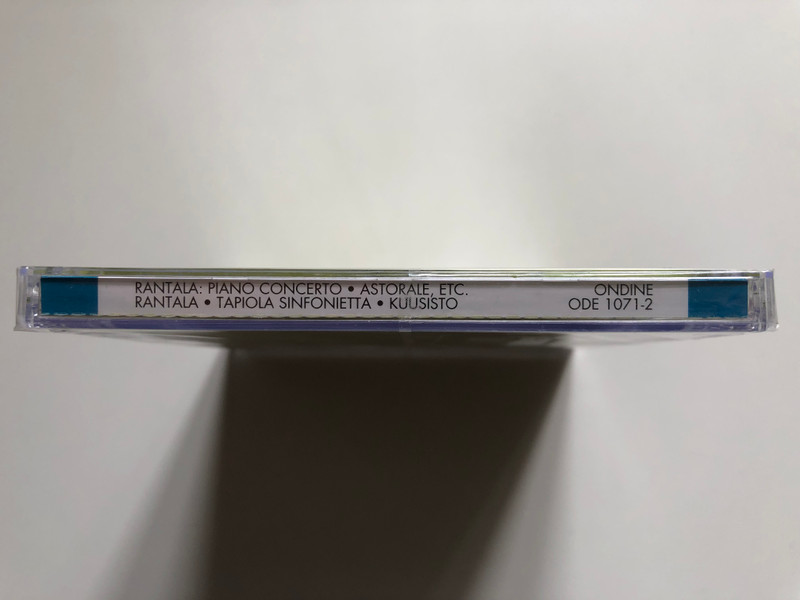 RANTALA: PIANO CONCERTO • ASTORALE, ETC.
RANTALA • TAPIOLA SINFONIETTA • KUUSISTO
ONDINE
ODE 1071-2